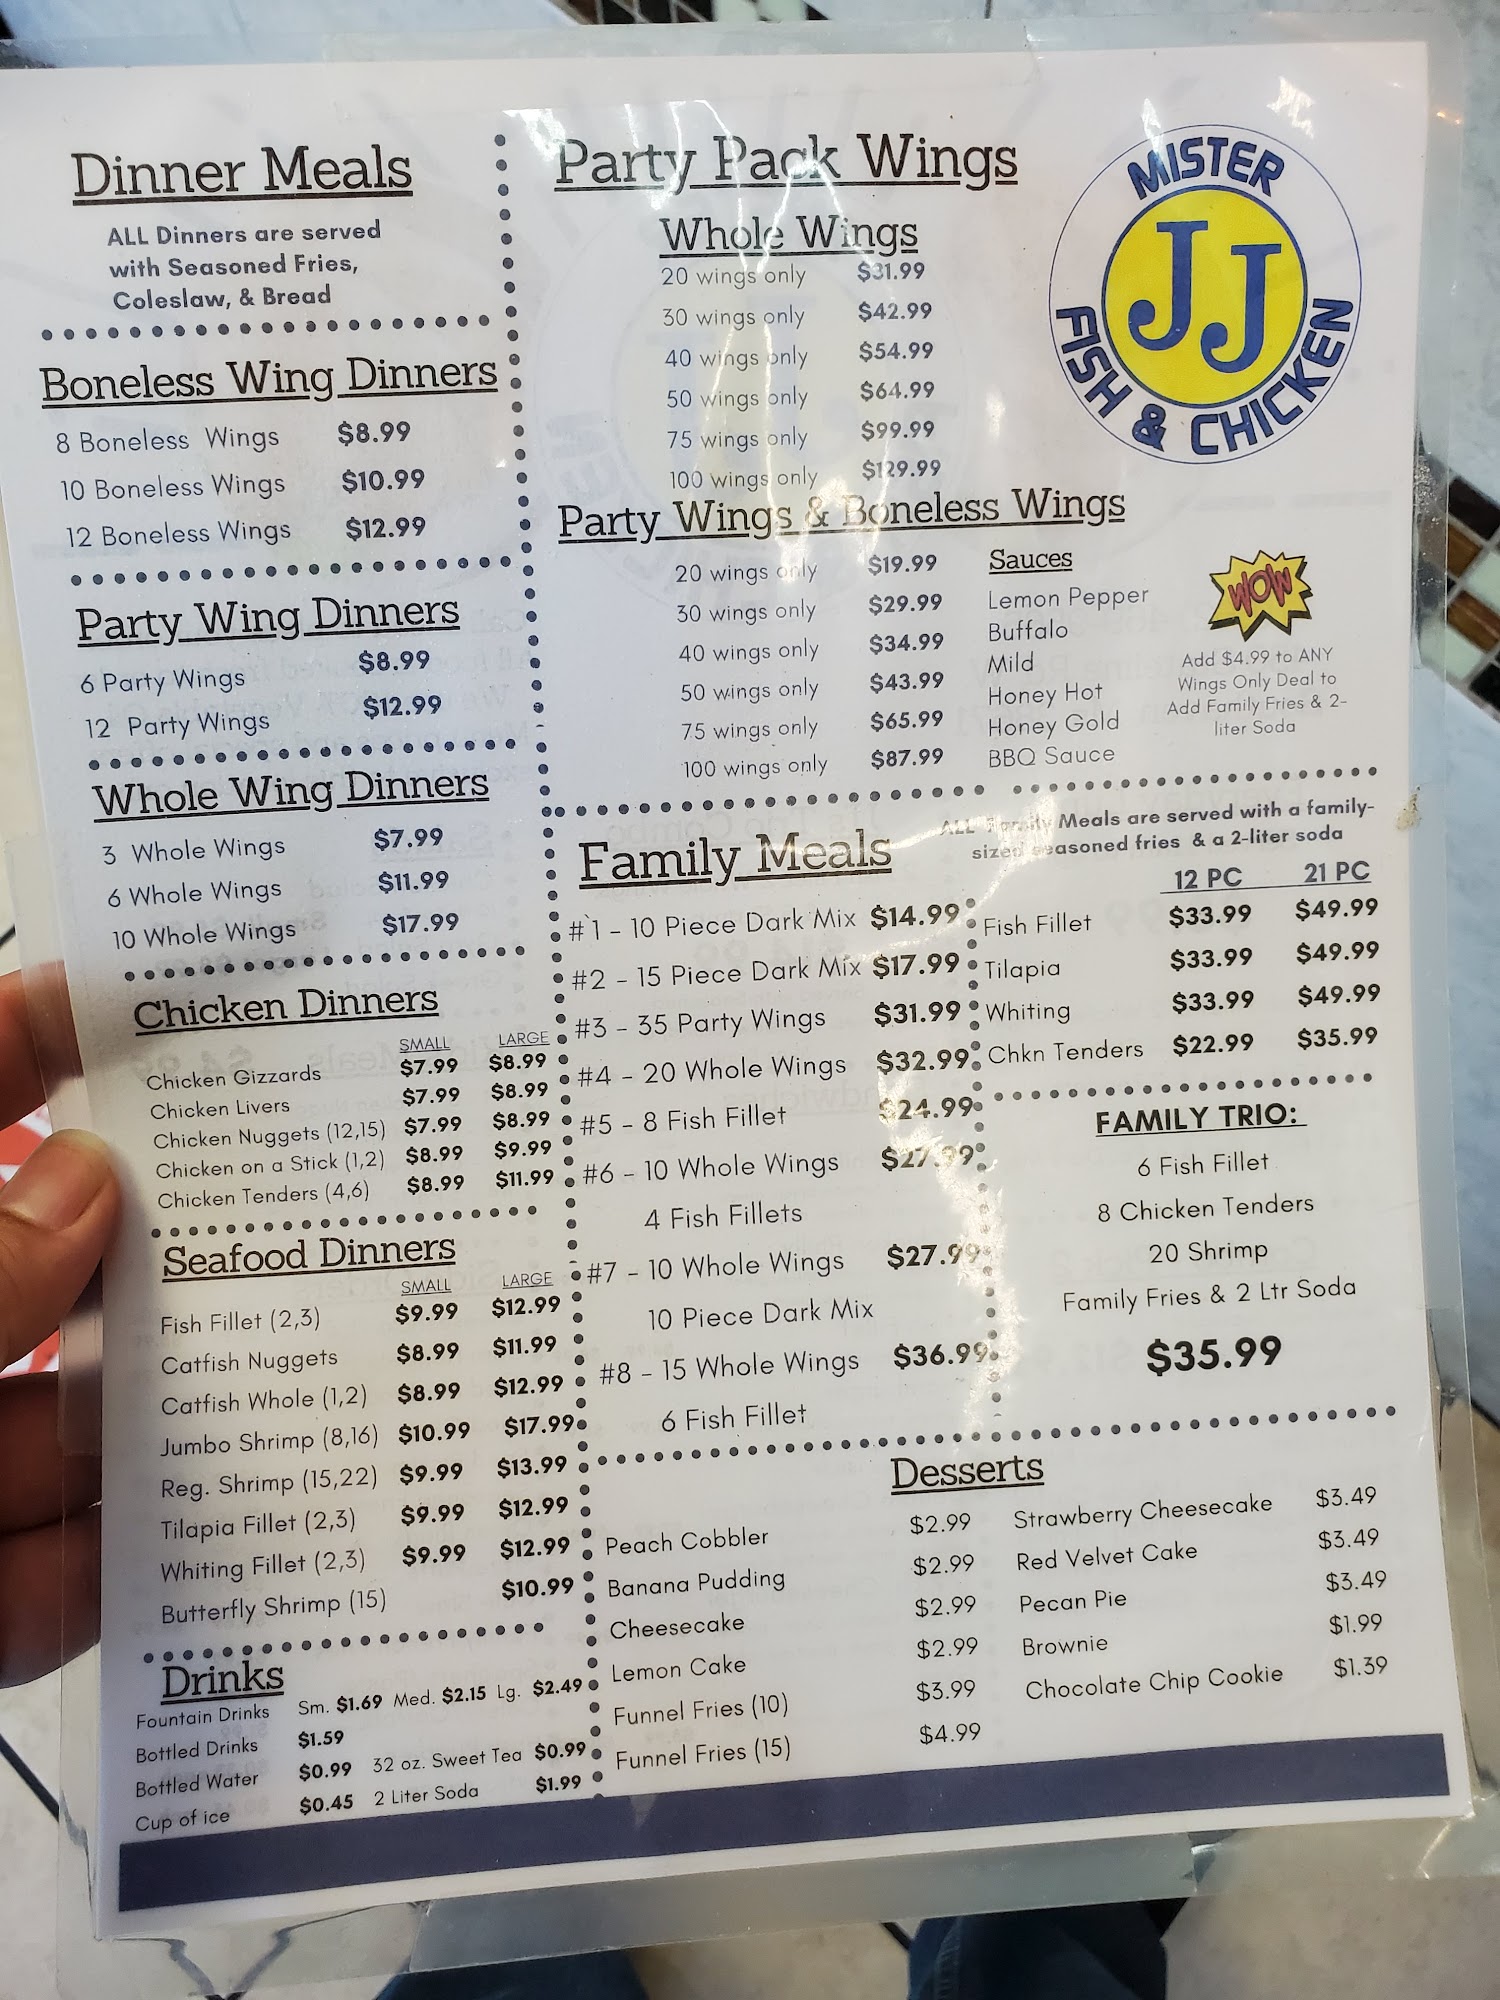 Dinner Meals
ALL Dinners are served
with Seasoned Fries,
Coleslaw, & Bread
Boneless Wing Dinners
8 Boneless Wings $8.99
10 Boneless Wings $10.99
12 Boneless Wings $12.99
Party Wing Dinners
6 Party Wings $8.99
12 Party Wings $12.99
Whole Wing Dinners
3 Whole Wings $7.99
6 Whole Wings $11.99
10 Whole Wings $17.99
Chicken Dinners
SMALL LARGE
Chicken Gizzards $7.99 $8.99
Chicken Livers $7.99 $8.99
Chicken Nuggets (12,15) $7.99 $8.99
Chicken on a Stick (1,2) $8.99 $9.99
Chicken Tenders (4,6) $8.99 $11.99
Seafood Dinners
SMALL LARGE
Fish Fillet (2,3) $9.99 $12.99
Catfish Nuggets $8.99 $11.99
Catfish Whole (1,2) $8.99 $12.99
Jumbo Shrimp (8,16) $10.99 $17.99
Reg. Shrimp (15,22) $9.99 $13.99
Tilapia Fillet (2,3) $9.99 $12.99
Whiting Fillet (2,3) $9.99 $12.99
Butterfly Shrimp (15) $10.99
Drinks
Fountain Drinks Sm. $1.69 Med. $2.15 Lg. $2.49
Bottled Drinks $1.59
Bottled Water $0.99 32 oz. Sweet Tea $0.99
Cup of ice $0.45 2 Liter Soda $1.99
Party Pack Wings
Whole Wings
20 wings only $31.99
30 wings only $42.99
40 wings only $54.99
50 wings only $64.99
75 wings only $99.99
100 wings only $129.99
MISTER
JJ
FISH & CHICKEN
Party Wings & Boneless Wings
20 wings only $19.99
30 wings only $29.99
40 wings only $34.99
50 wings only $43.99
75 wings only $65.99
100 wings only $87.99
Sauces
Lemon Pepper
Buffalo
Mild
Honey Hot
Honey Gold
BBQ Sauce
WOW
Add $4.99 to ANY
Wings Only Deal to
Add Family Fries & 2-
liter Soda
Family Meals
ALL Family Meals are served with a family-
sized seasoned fries & a 2-liter soda
#1 - 10 Piece Dark Mix $14.99
#2 - 15 Piece Dark Mix $17.99
#3 - 35 Party Wings $31.99
#4 - 20 Whole Wings $32.99
#5 - 8 Fish Fillet $24.99
#6 - 10 Whole Wings $27.99
4 Fish Fillets
#7 - 10 Whole Wings $27.99
10 Piece Dark Mix
#8 - 15 Whole Wings $36.99
6 Fish Fillet
12 PC 21 PC
Fish Fillet $33.99 $49.99
Tilapia $33.99 $49.99
Whiting $33.99 $49.99
Chkn Tenders $22.99 $35.99
FAMILY TRIO:
6 Fish Fillet
8 Chicken Tenders
20 Shrimp
Family Fries & 2 Ltr Soda
$35.99
Desserts
Peach Cobbler $2.99
Banana Pudding $2.99
Cheesecake $2.99
Lemon Cake $2.99
Funnel Fries (10) $3.99
Funnel Fries (15) $4.99
Strawberry Cheesecake $3.49
Red Velvet Cake $3.49
Pecan Pie $3.49
Brownie $1.99
Chocolate Chip Cookie $1.39